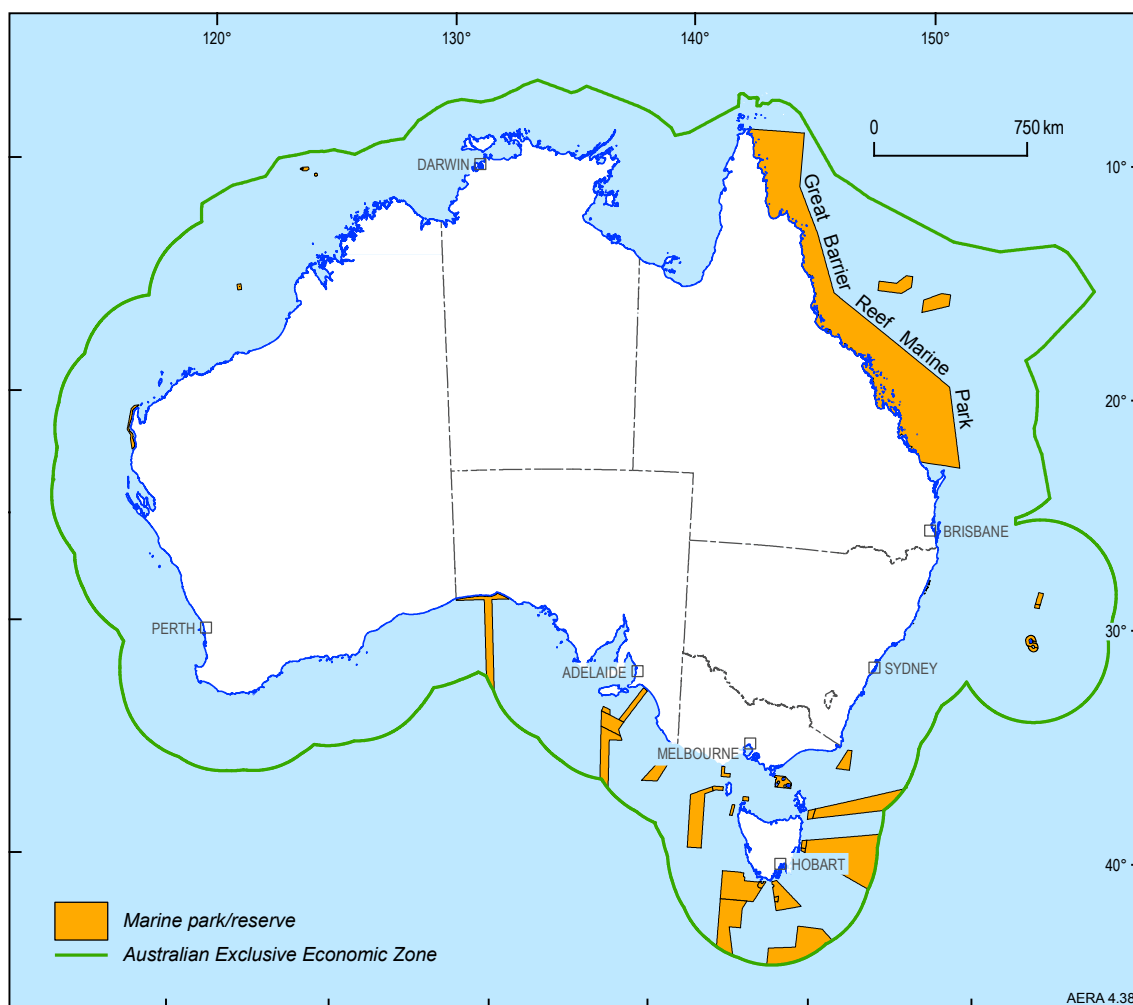 120°
130°
140°
150°
0
750 km
DARWIN
10°
Great Barrier Reef Marine Park
20°
BRISBANE
PERTH
30°
ADELAIDE
SYDNEY
MELBOURNE
HOBART
40°
Marine park/reserve
Australian Exclusive Economic Zone
AERA 4.38